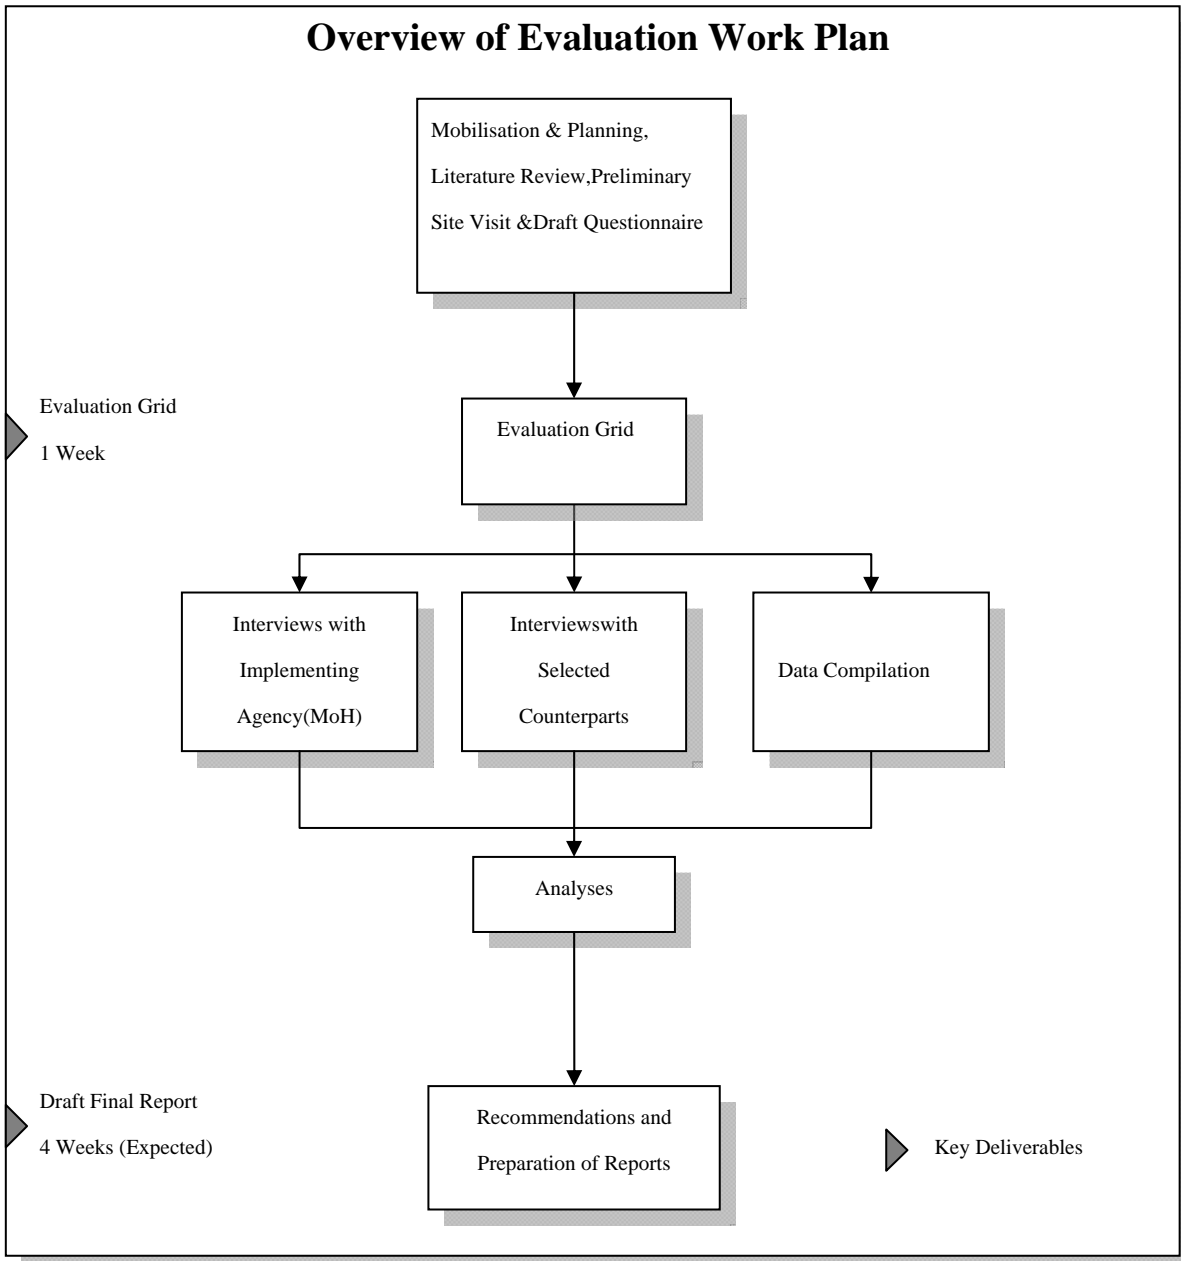 Overview of Evaluation Work Plan
Mobilisation & Planning,
Literature Review,Preliminary
Site Visit &Draft Questionnaire
Evaluation Grid
1 Week
Evaluation Grid
Interviews with
Implementing
Agency(MoH)
Interviewswith
Selected
Counterparts
Data Compilation
Analyses
Draft Final Report
4 Weeks (Expected)
Recommendations and
Preparation of Reports
Key Deliverables